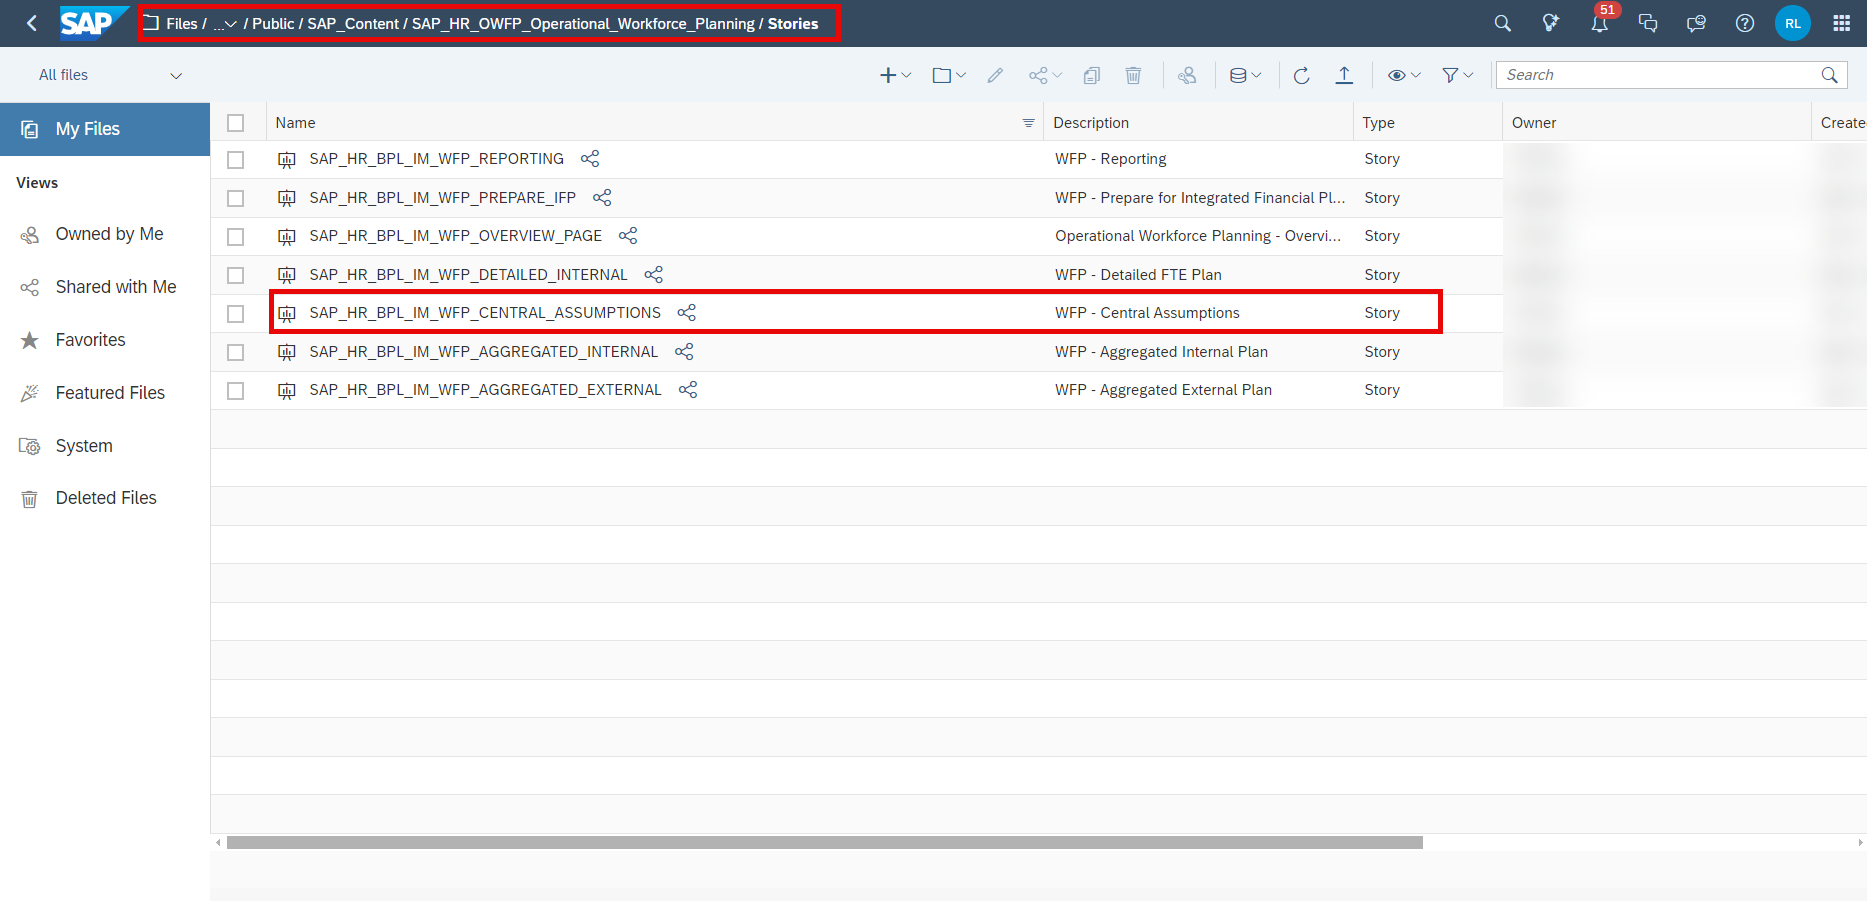 SAP Files / ... / Public / SAP_Content / SAP_HR_OWFP_Operational_Workforce_Planning / Stories 51 RL
All files Search
My Files Name Description Type Owner Create
Views
Owned by Me
Shared with Me
Favorites
Featured Files
System
Deleted Files
SAP_HR_BPL_IM_WFP_REPORTING WFP - Reporting Story
SAP_HR_BPL_IM_WFP_PREPARE_IFP WFP - Prepare for Integrated Financial Pl... Story
SAP_HR_BPL_IM_WFP_OVERVIEW_PAGE Operational Workforce Planning - Overvi... Story
SAP_HR_BPL_IM_WFP_DETAILED_INTERNAL WFP - Detailed FTE Plan Story
SAP_HR_BPL_IM_WFP_CENTRAL_ASSUMPTIONS WFP - Central Assumptions Story
SAP_HR_BPL_IM_WFP_AGGREGATED_INTERNAL WFP - Aggregated Internal Plan Story
SAP_HR_BPL_IM_WFP_AGGREGATED_EXTERNAL WFP - Aggregated External Plan Story